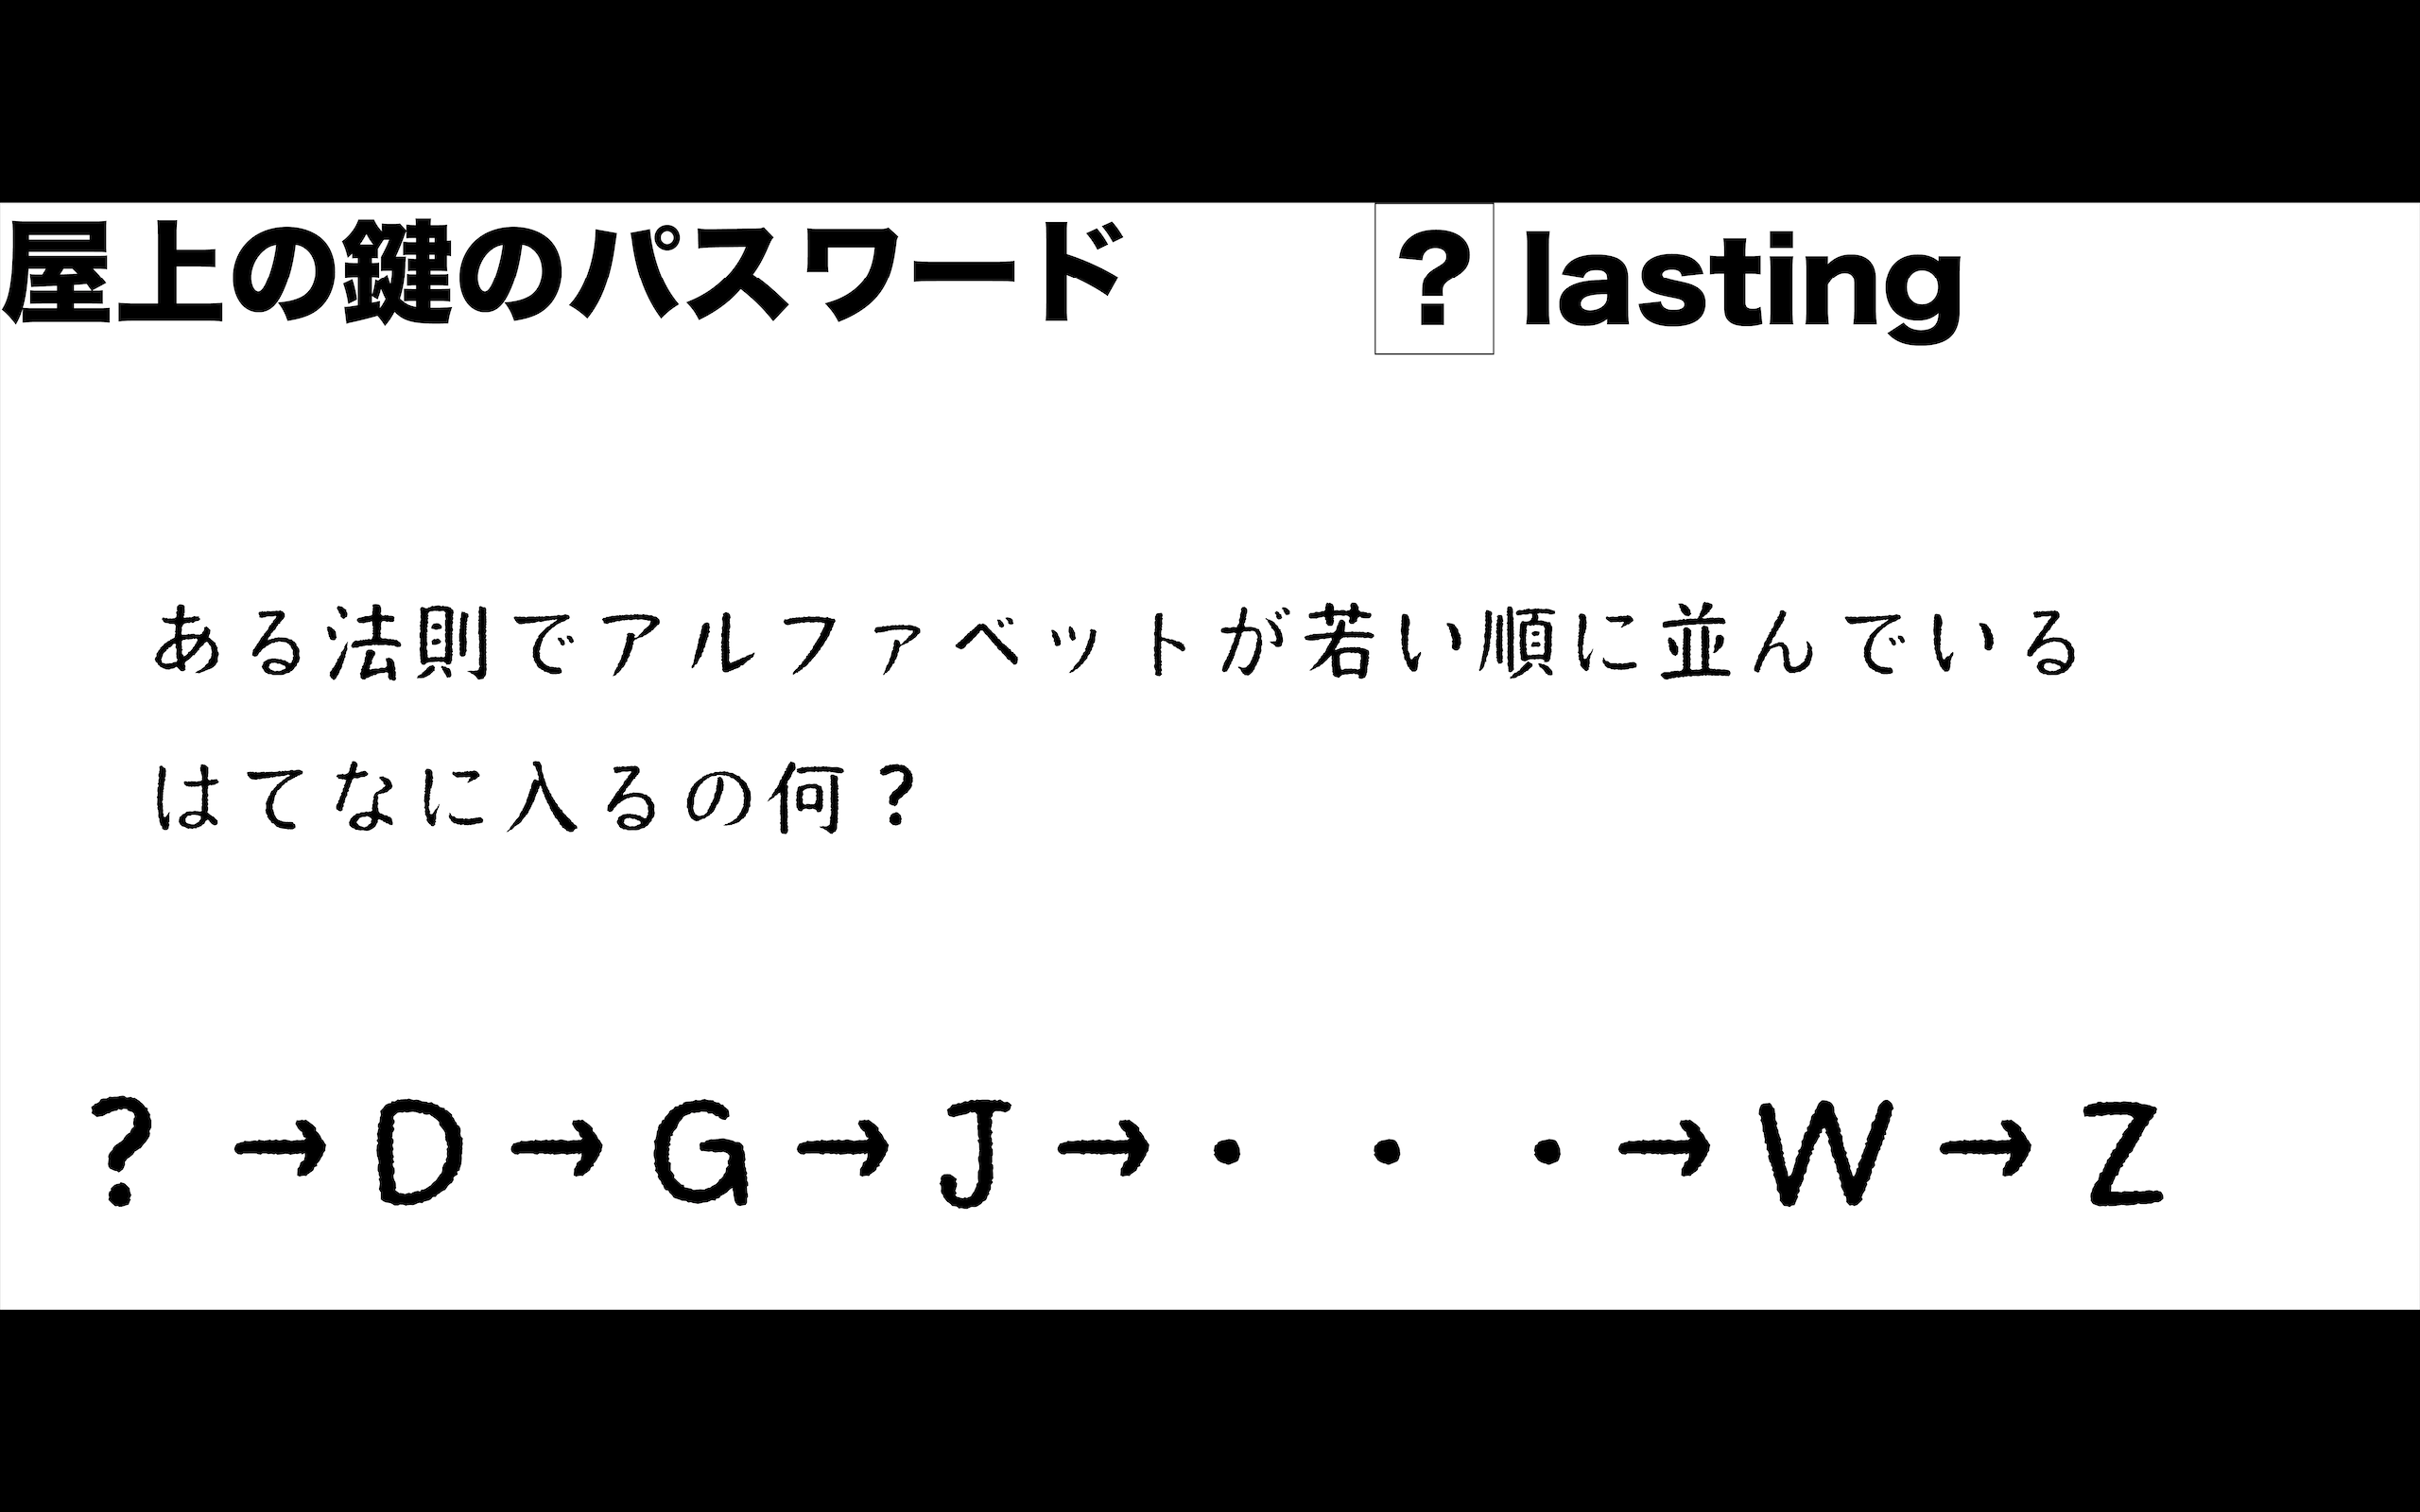 屋上の鍵のパスワード ? lasting
ある法則でアルファベットが若い順に並んでいる
はてなに入るの何?
? → D → G → J → ・ ・ ・ → W → Z